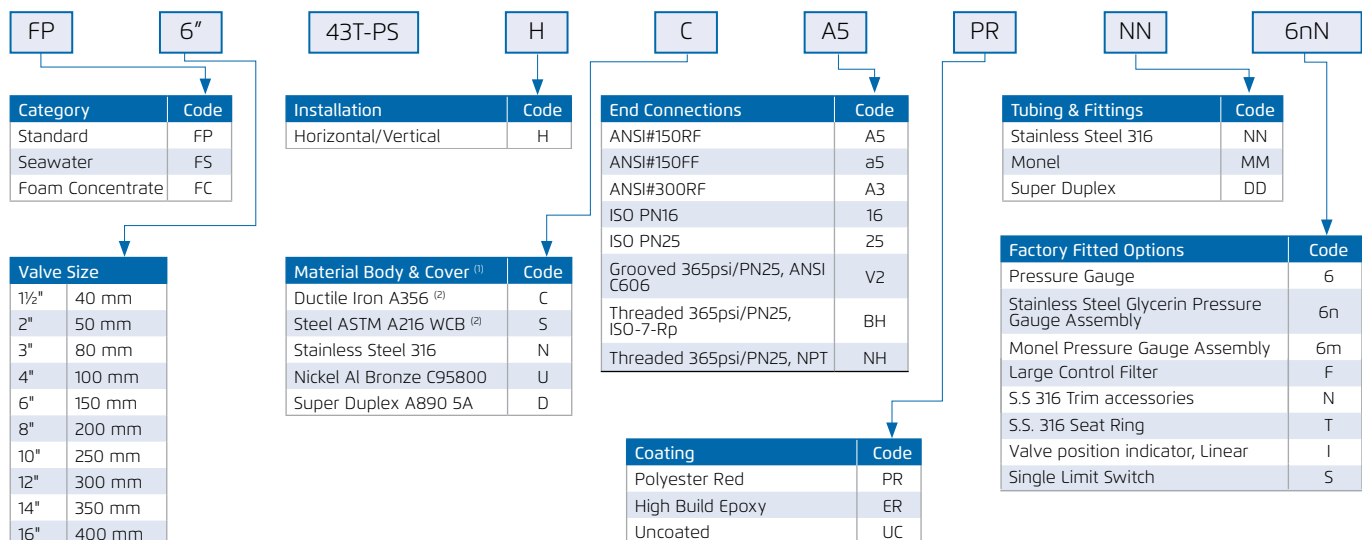 FP 6" 43T-PS H C A5 PR NN 6nN
Category Code
Standard FP
Seawater FS
Foam Concentrate FC
Valve Size
1½" 40 mm
2" 50 mm
3" 80 mm
4" 100 mm
6" 150 mm
8" 200 mm
10" 250 mm
12" 300 mm
14" 350 mm
16" 400 mm
Installation Code
Horizontal/Vertical H
Material Body & Cover (1) Code
Ductile Iron A356 (2) C
Steel ASTM A216 WCB (2) S
Stainless Steel 316 N
Nickel Al Bronze C95800 U
Super Duplex A890 5A D
End Connections Code
ANSI#150RF A5
ANSI#150FF a5
ANSI#300RF A3
ISO PN16 16
ISO PN25 25
Grooved 365psi/PN25, ANSI
C606 V2
Threaded 365psi/PN25,
ISO-7-Rp BH
Threaded 365psi/PN25, NPT NH
Coating Code
Polyester Red PR
High Build Epoxy ER
Uncoated UC
Tubing & Fittings Code
Stainless Steel 316 NN
Monel MM
Super Duplex DD
Factory Fitted Options Code
Pressure Gauge 6
Stainless Steel Glycerin Pressure
Gauge Assembly 6n
Monel Pressure Gauge Assembly 6m
Large Control Filter F
S.S 316 Trim accessories N
S.S. 316 Seat Ring T
Valve position indicator, Linear I
Single Limit Switch S